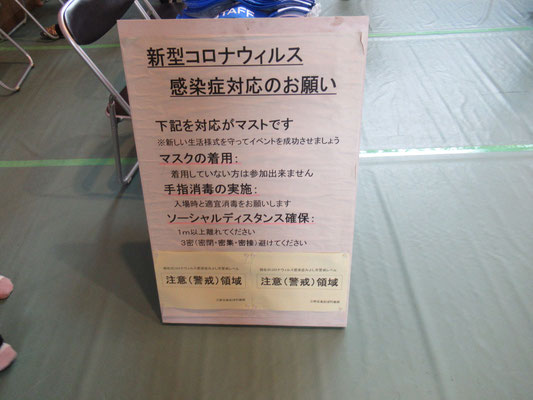 STAFF
新型コロナウィルス
感染症対応のお願い
下記を対応がマストです
※新しい生活様式を守ってイベントを成功させましょう
マスクの着用:
着用していない方は参加出来ません
手指消毒の実施:
入場時と適宜消毒をお願いします
ソーシャルディスタンス確保:
1m以上離れてください
3密(密閉・密集・密接)避けてください
注意(警戒)領域
注意(警戒)領域